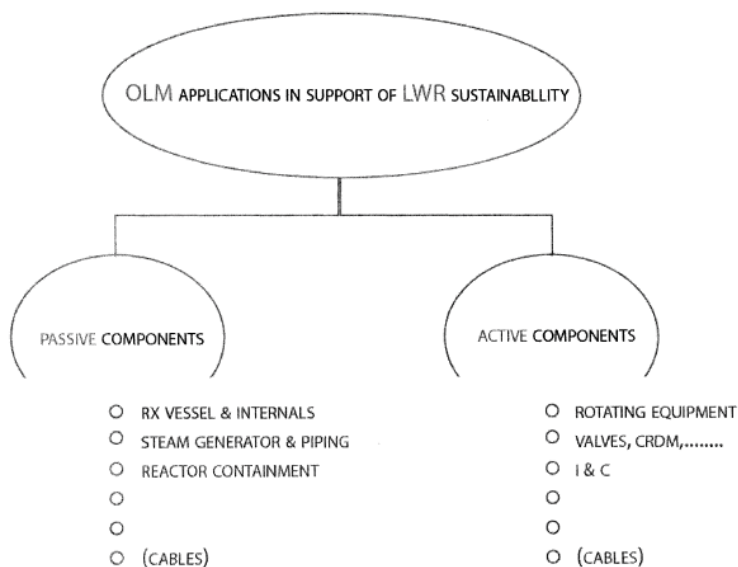 OLM APPLICATIONS IN SUPPORT OF LWR SUSTAINABLLITY
PASSIVE COMPONENTS
ACTIVE COMPONENTS
RX VESSEL & INTERNALS
STEAM GENERATOR & PIPING
REACTOR CONTAINMENT
(CABLES)
ROTATING EQUIPMENT
VALVES, CRDM,........
I & C
(CABLES)